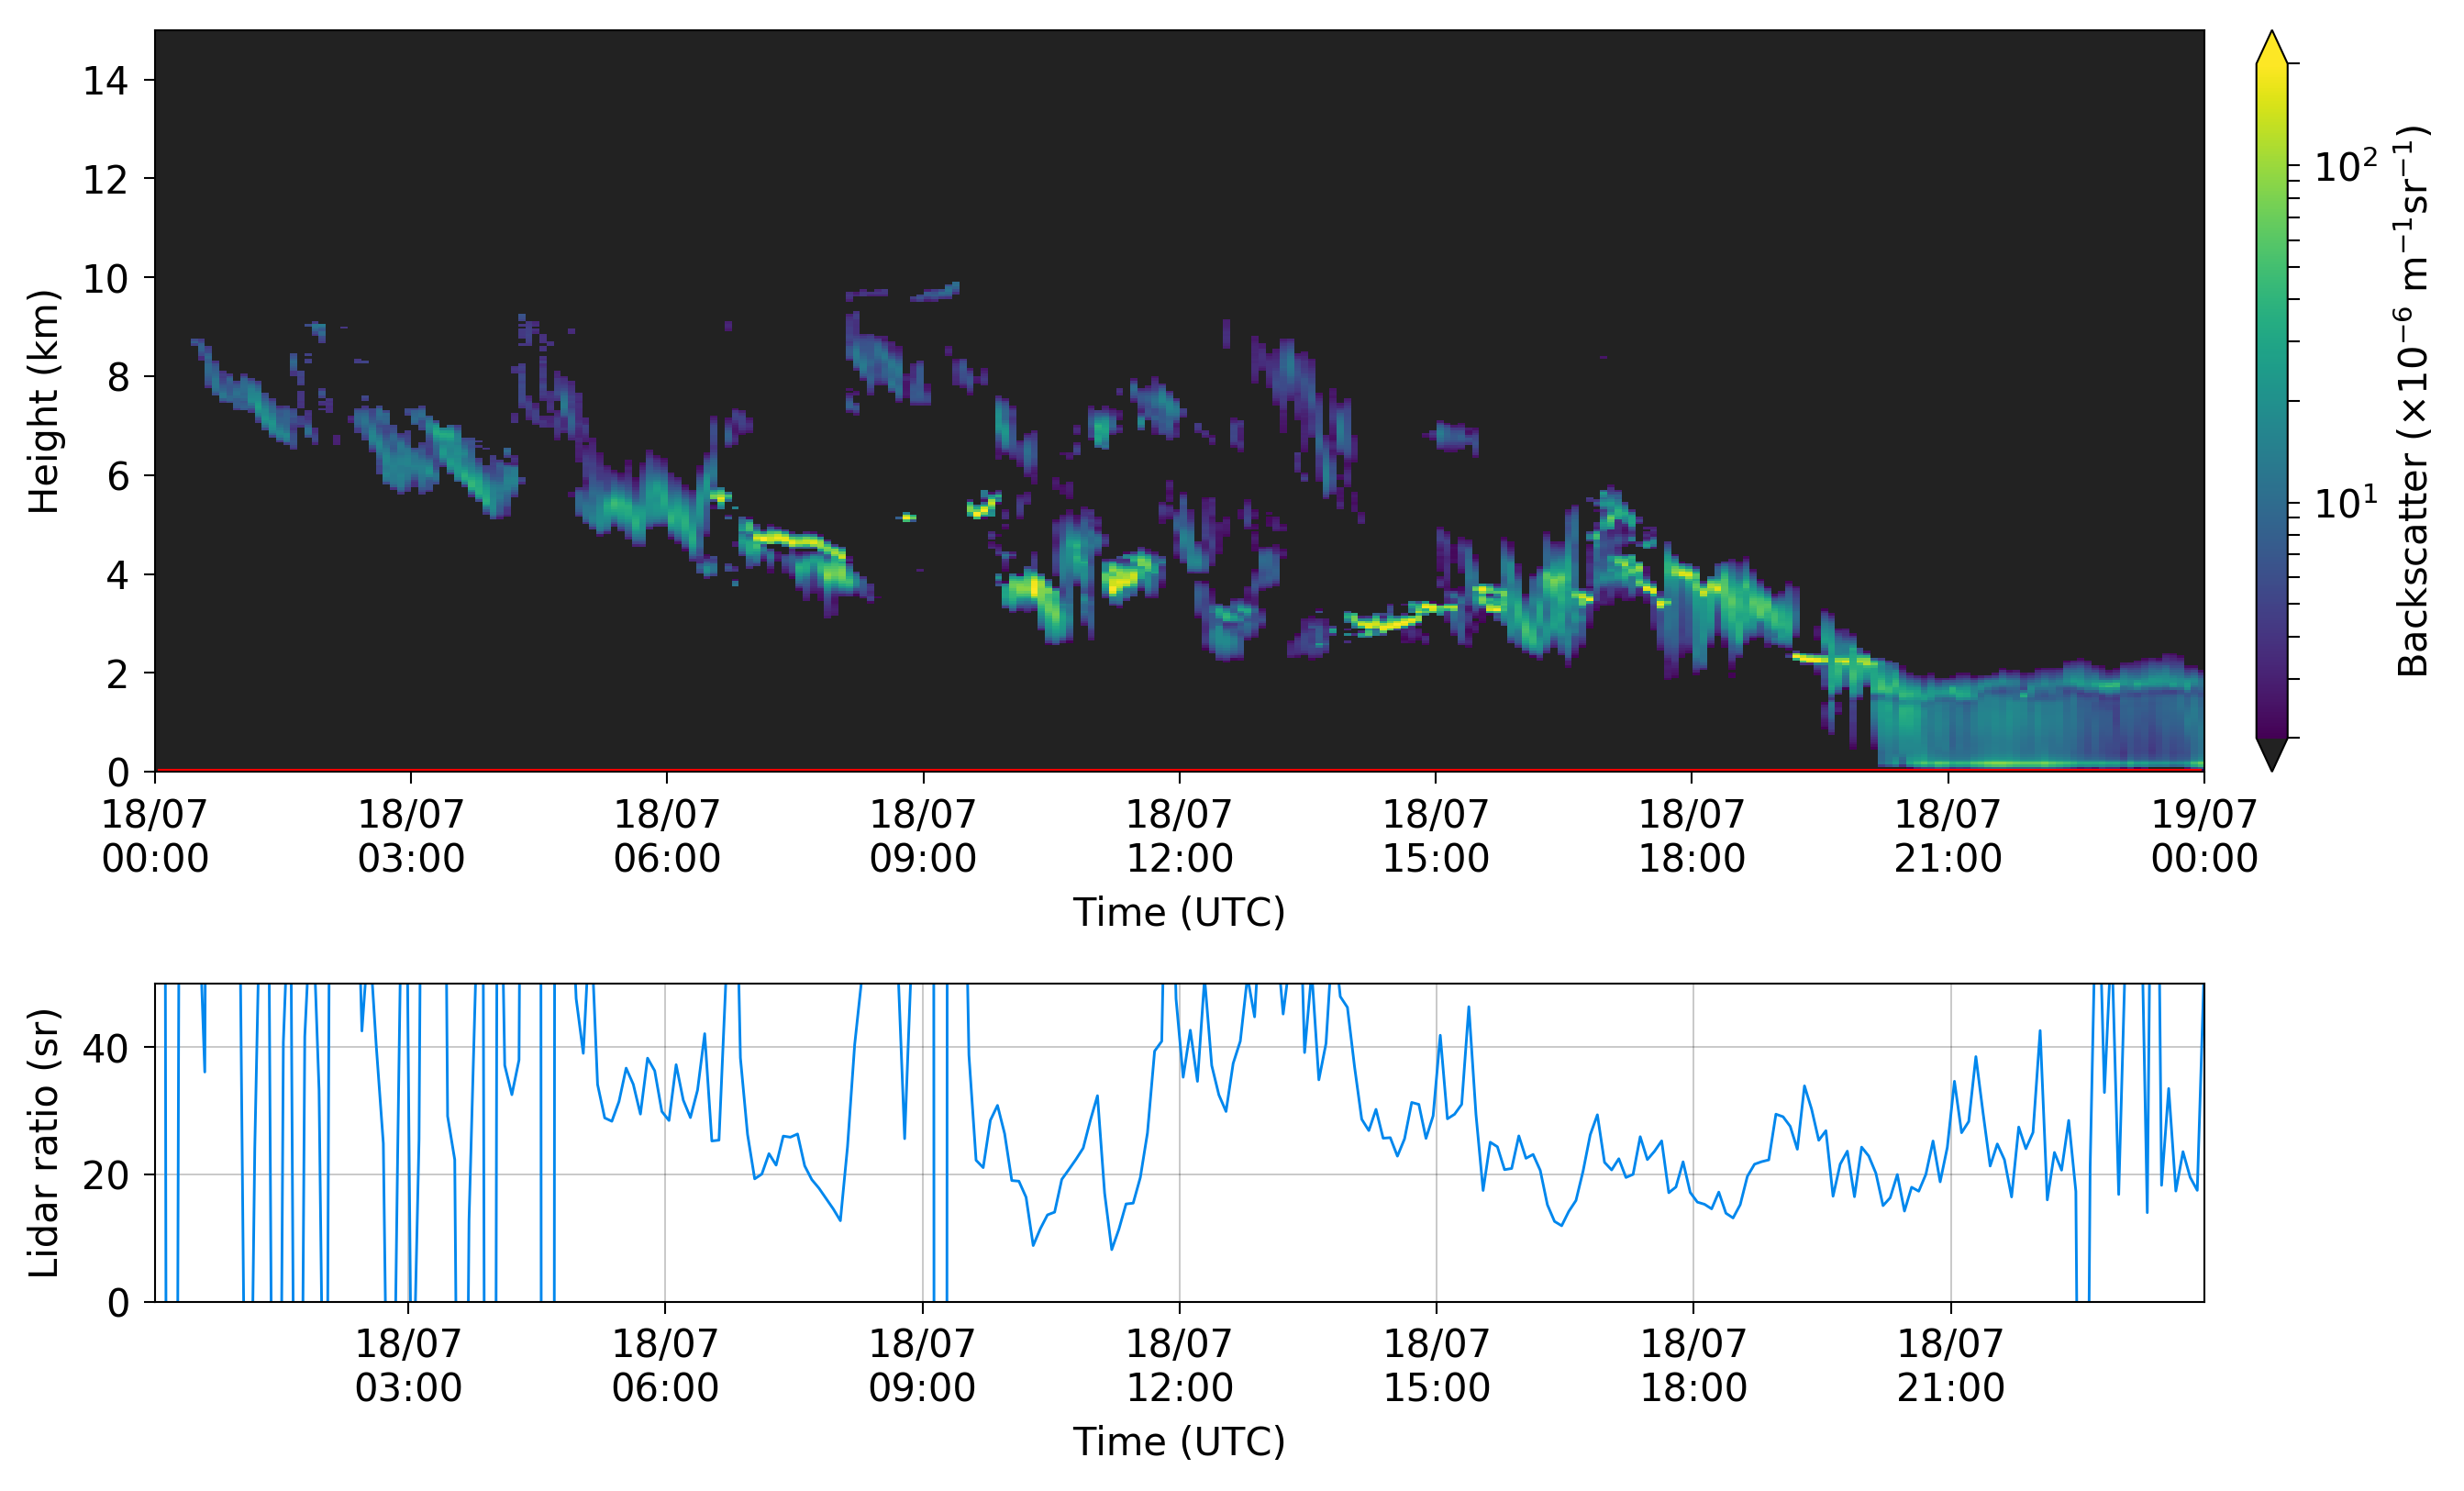 14
12
10
8
6
4
2
0
Height (km)
18/07 18/07 18/07 18/07 18/07 18/07 18/07 18/07 19/07
00:00 03:00 06:00 09:00 12:00 15:00 18:00 21:00 00:00
Time (UTC)
10²
10¹
Backscatter (×10⁻⁶ m⁻¹sr⁻¹)
40
20
0
Lidar ratio (sr)
18/07 18/07 18/07 18/07 18/07 18/07 18/07
03:00 06:00 09:00 12:00 15:00 18:00 21:00
Time (UTC)